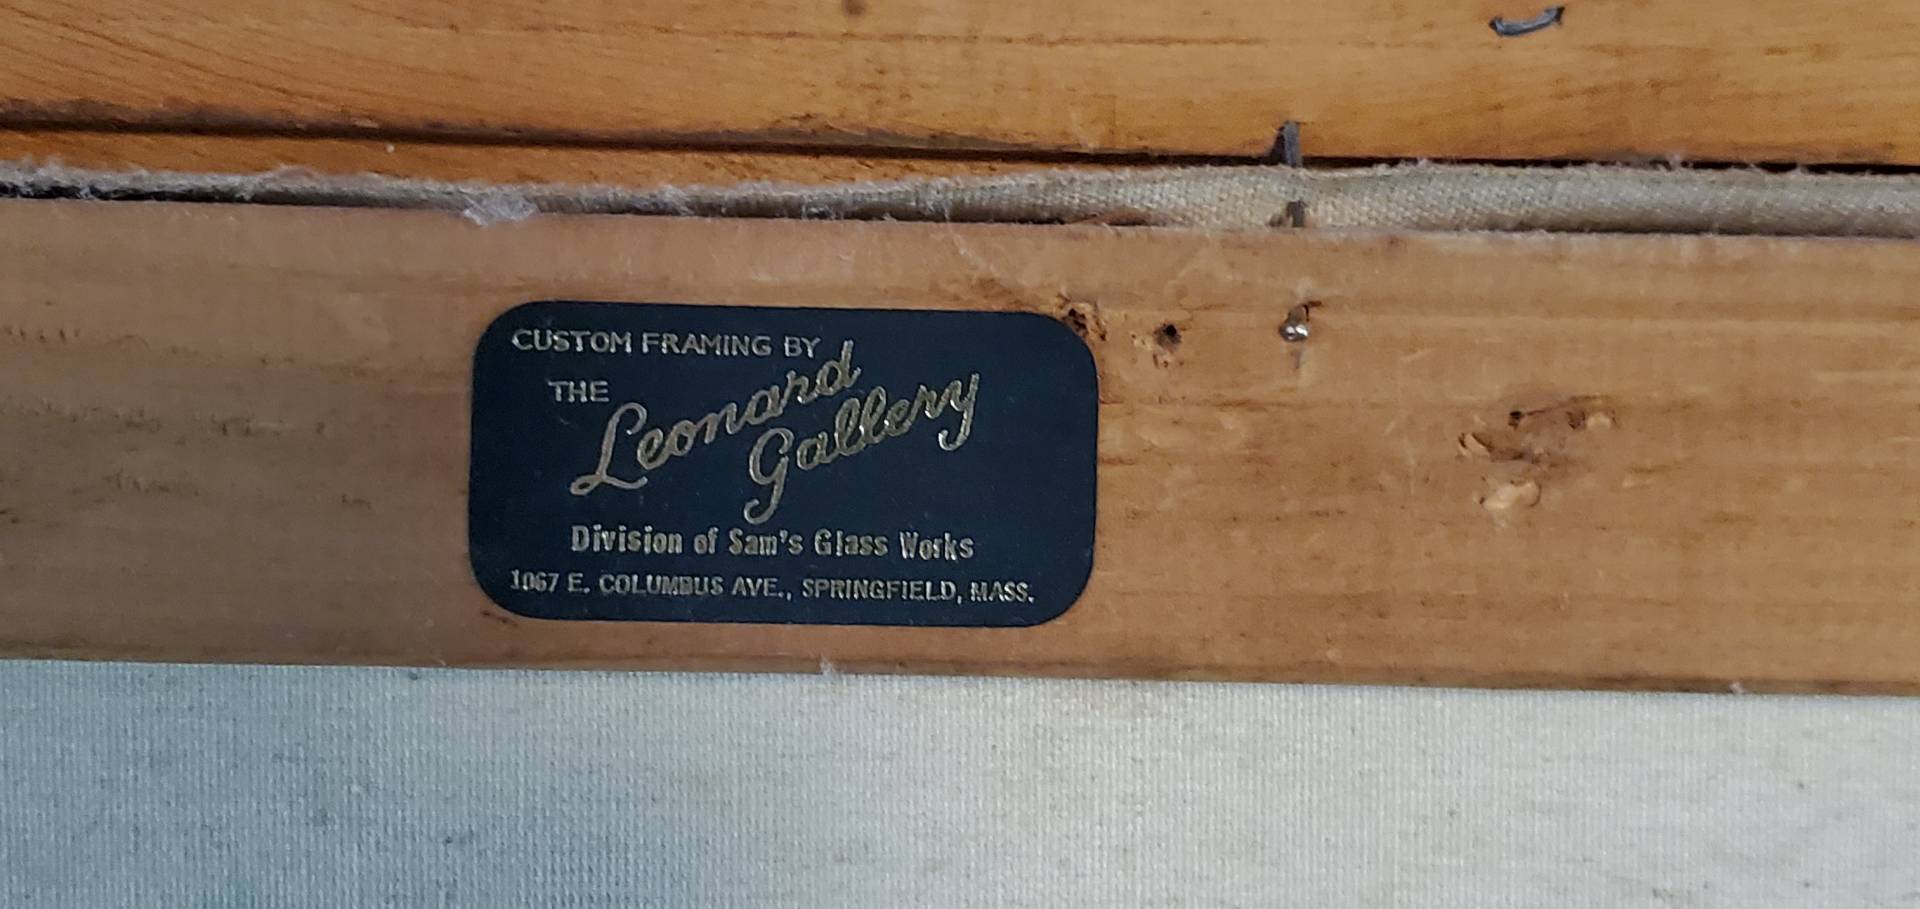 CUSTOM FRAMING BY
THE Leonard
Gallery
Division of Sam's Glass Works
1067 E. COLUMBUS AVE., SPRINGFIELD, MASS.